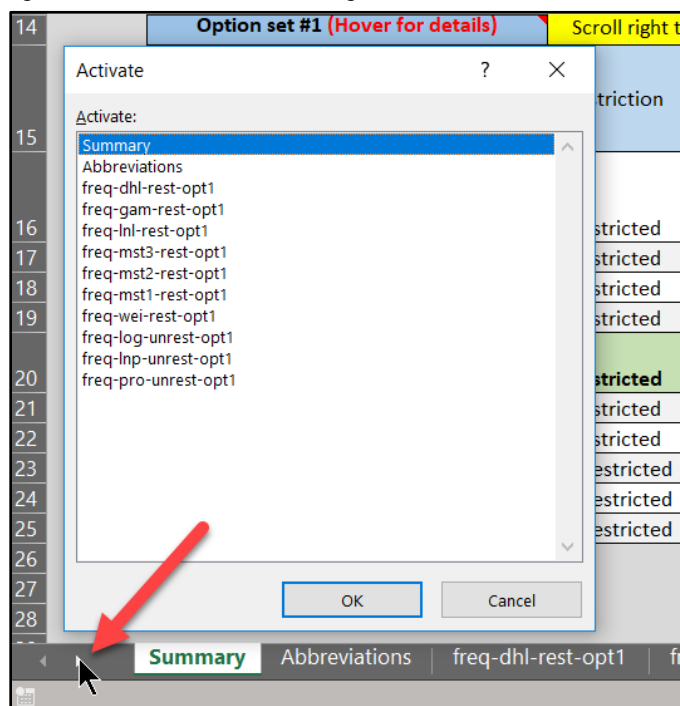 14 Option set #1 (Hover for details) Scroll right t
Activate ? ×
triction
Activate:
15
Summary
Abbreviations
freq-dhl-rest-opt1
freq-gam-rest-opt1
16 stricted
freq-lnl-rest-opt1
17 stricted
freq-mst3-rest-opt1
freq-mst2-rest-opt1
18 stricted
freq-mst1-rest-opt1
19 stricted
freq-wei-rest-opt1
freq-log-unrest-opt1
freq-lnp-unrest-opt1
20 stricted
freq-pro-unrest-opt1
21 stricted
22 stricted
23 estricted
24 estricted
25 estricted
26
27
OK Cancel
28
Summary Abbreviations freq-dhl-rest-opt1